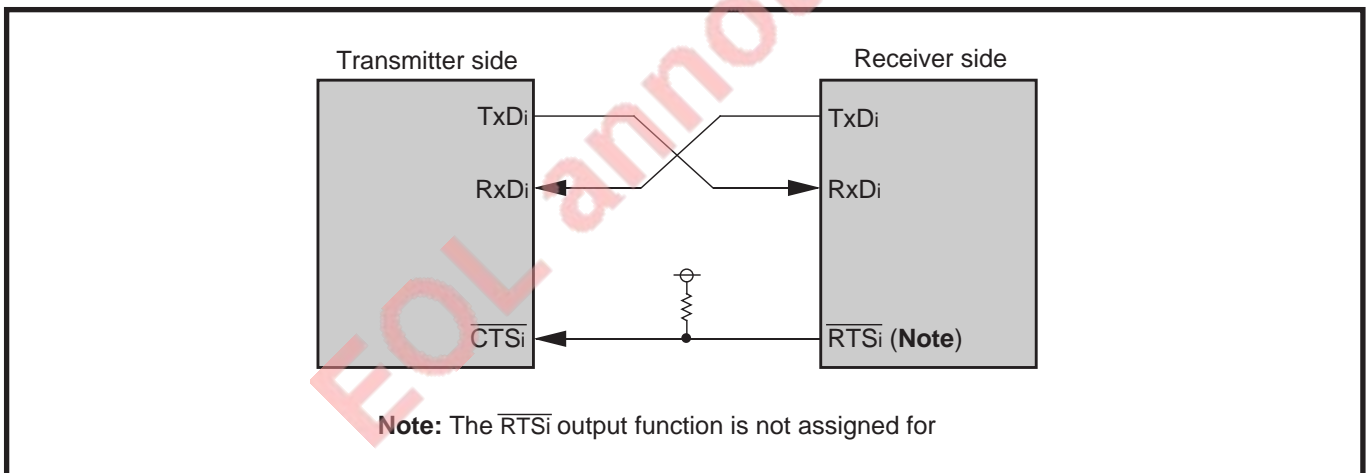 Transmitter side
Receiver side
TxDi
TxDi
RxDi
RxDi
CTSi
RTSi (Note)
Note: The RTSi output function is not assigned for
EOL